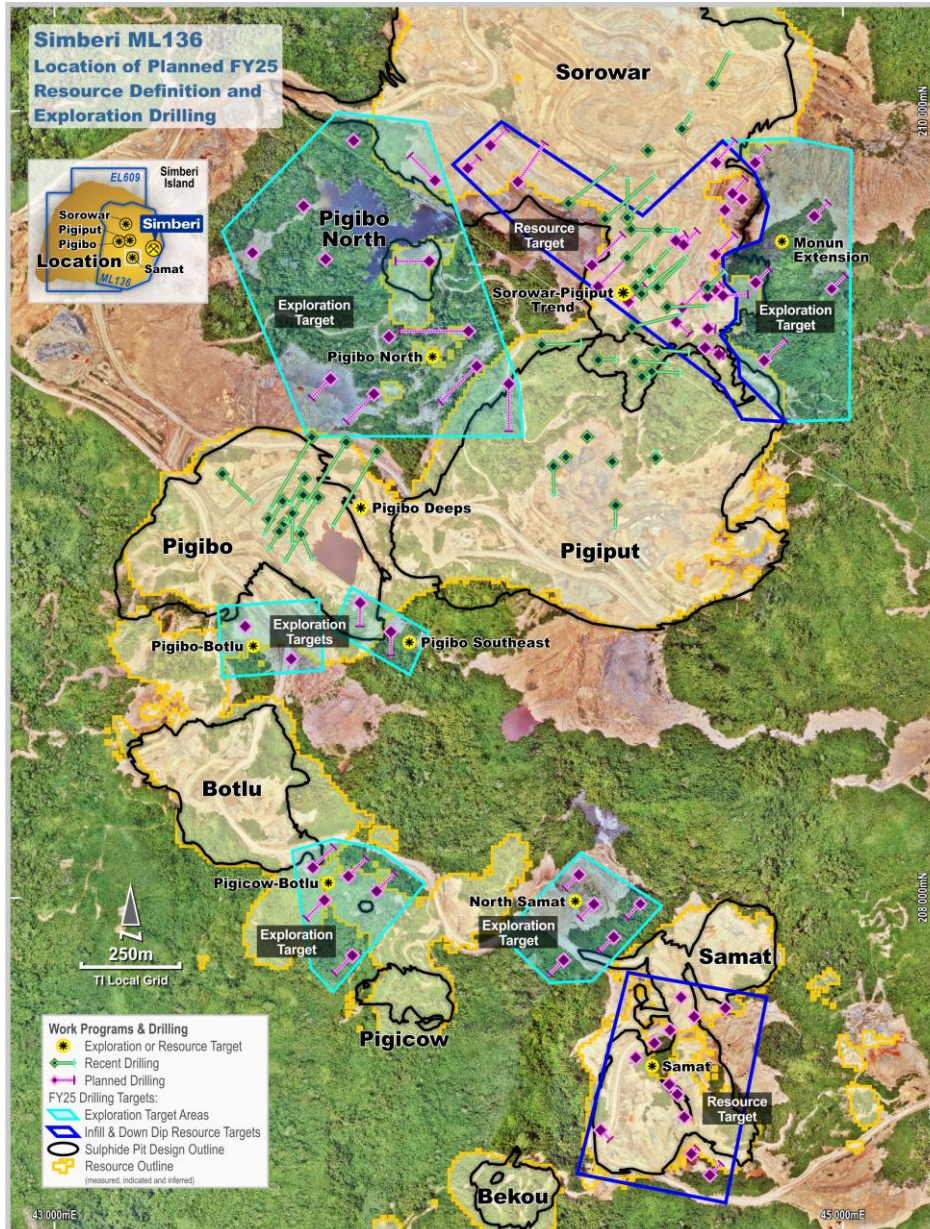 Simberi ML136
Location of Planned FY25
Resource Definition and
Exploration Drilling
Sorowar
210 000mN
EL609
Simberi
Island
Sorowar
Pigiput
Pigibo
Simberi
Location
Samat
ML136
Pigibo
North
Resource
Target
Monun
Extension
Exploration
Target
Sorowar-Pigiput
Trend
Exploration
Target
Pigibo North
Pigibo Deeps
Pigibo
Pigiput
Exploration
Targets
Pigibo-Botlu
Pigibo Southeast
Botlu
Pigicow-Botlu
North Samat
208 000mN
Exploration
Target
Exploration
Target
250m
TI Local Grid
Samat
Pigicow
Samat
Resource
Target
Bekou
Work Programs & Drilling
Exploration or Resource Target
Recent Drilling
Planned Drilling
FY25 Drilling Targets:
Exploration Target Areas
Infill & Down Dip Resource Targets
Sulphide Pit Design Outline
Resource Outline
(measured, indicated and inferred)
43 000mE
45 000mE